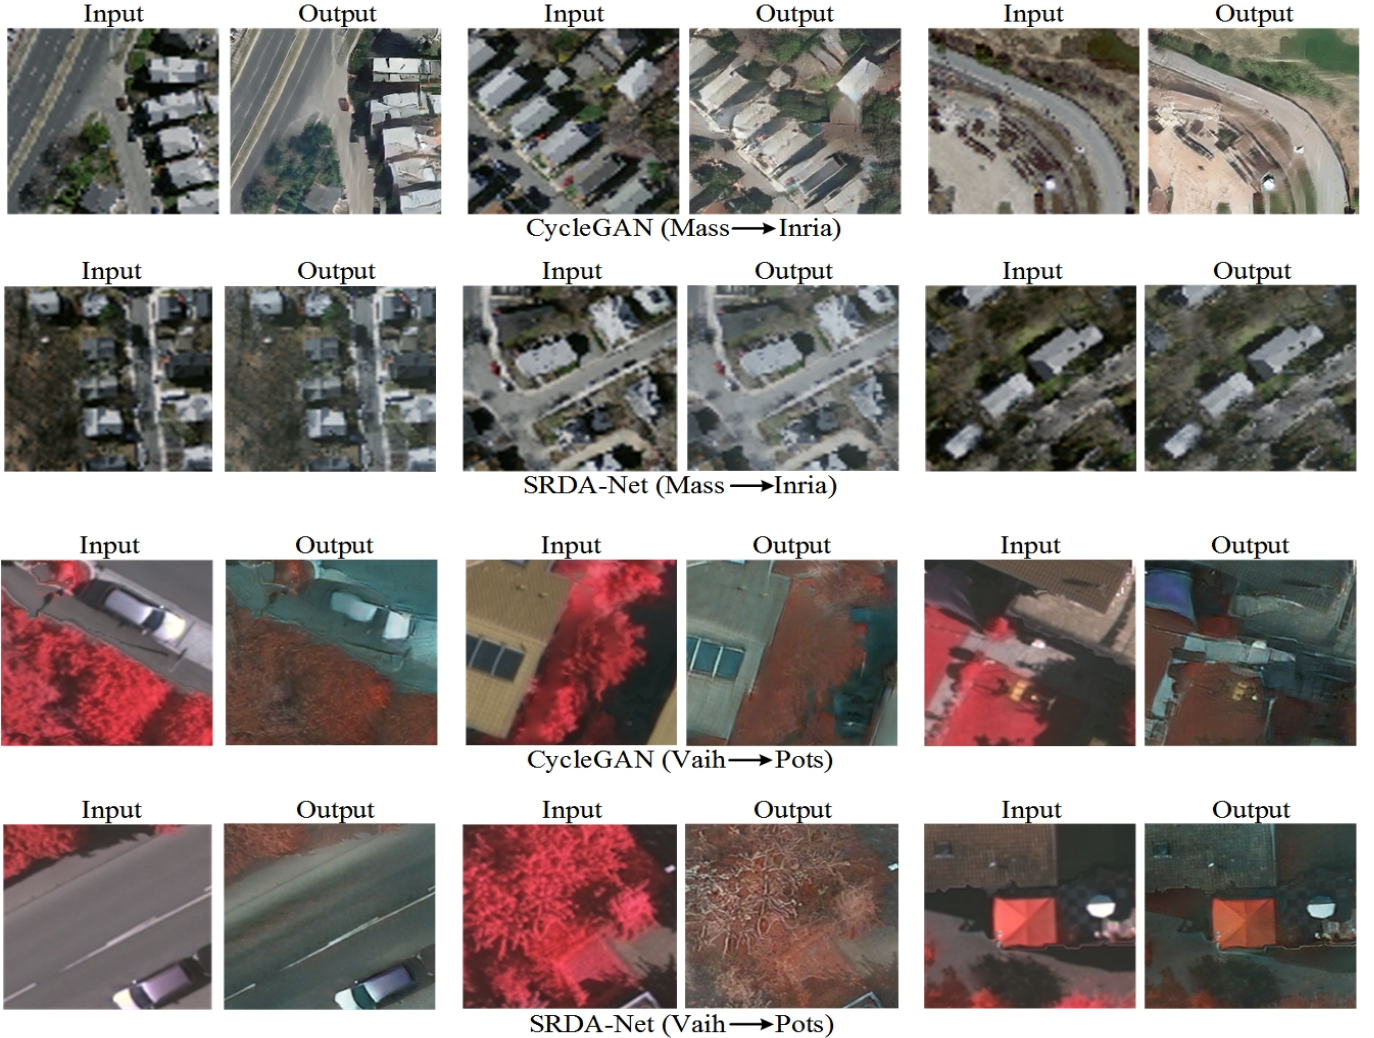 Input Output Input Output Input Output
CycleGAN (Mass→Inria)
Input Output Input Output Input Output
SRDA-Net (Mass→Inria)
Input Output Input Output Input Output
CycleGAN (Vaih→Pots)
Input Output Input Output Input Output
SRDA-Net (Vaih→Pots)